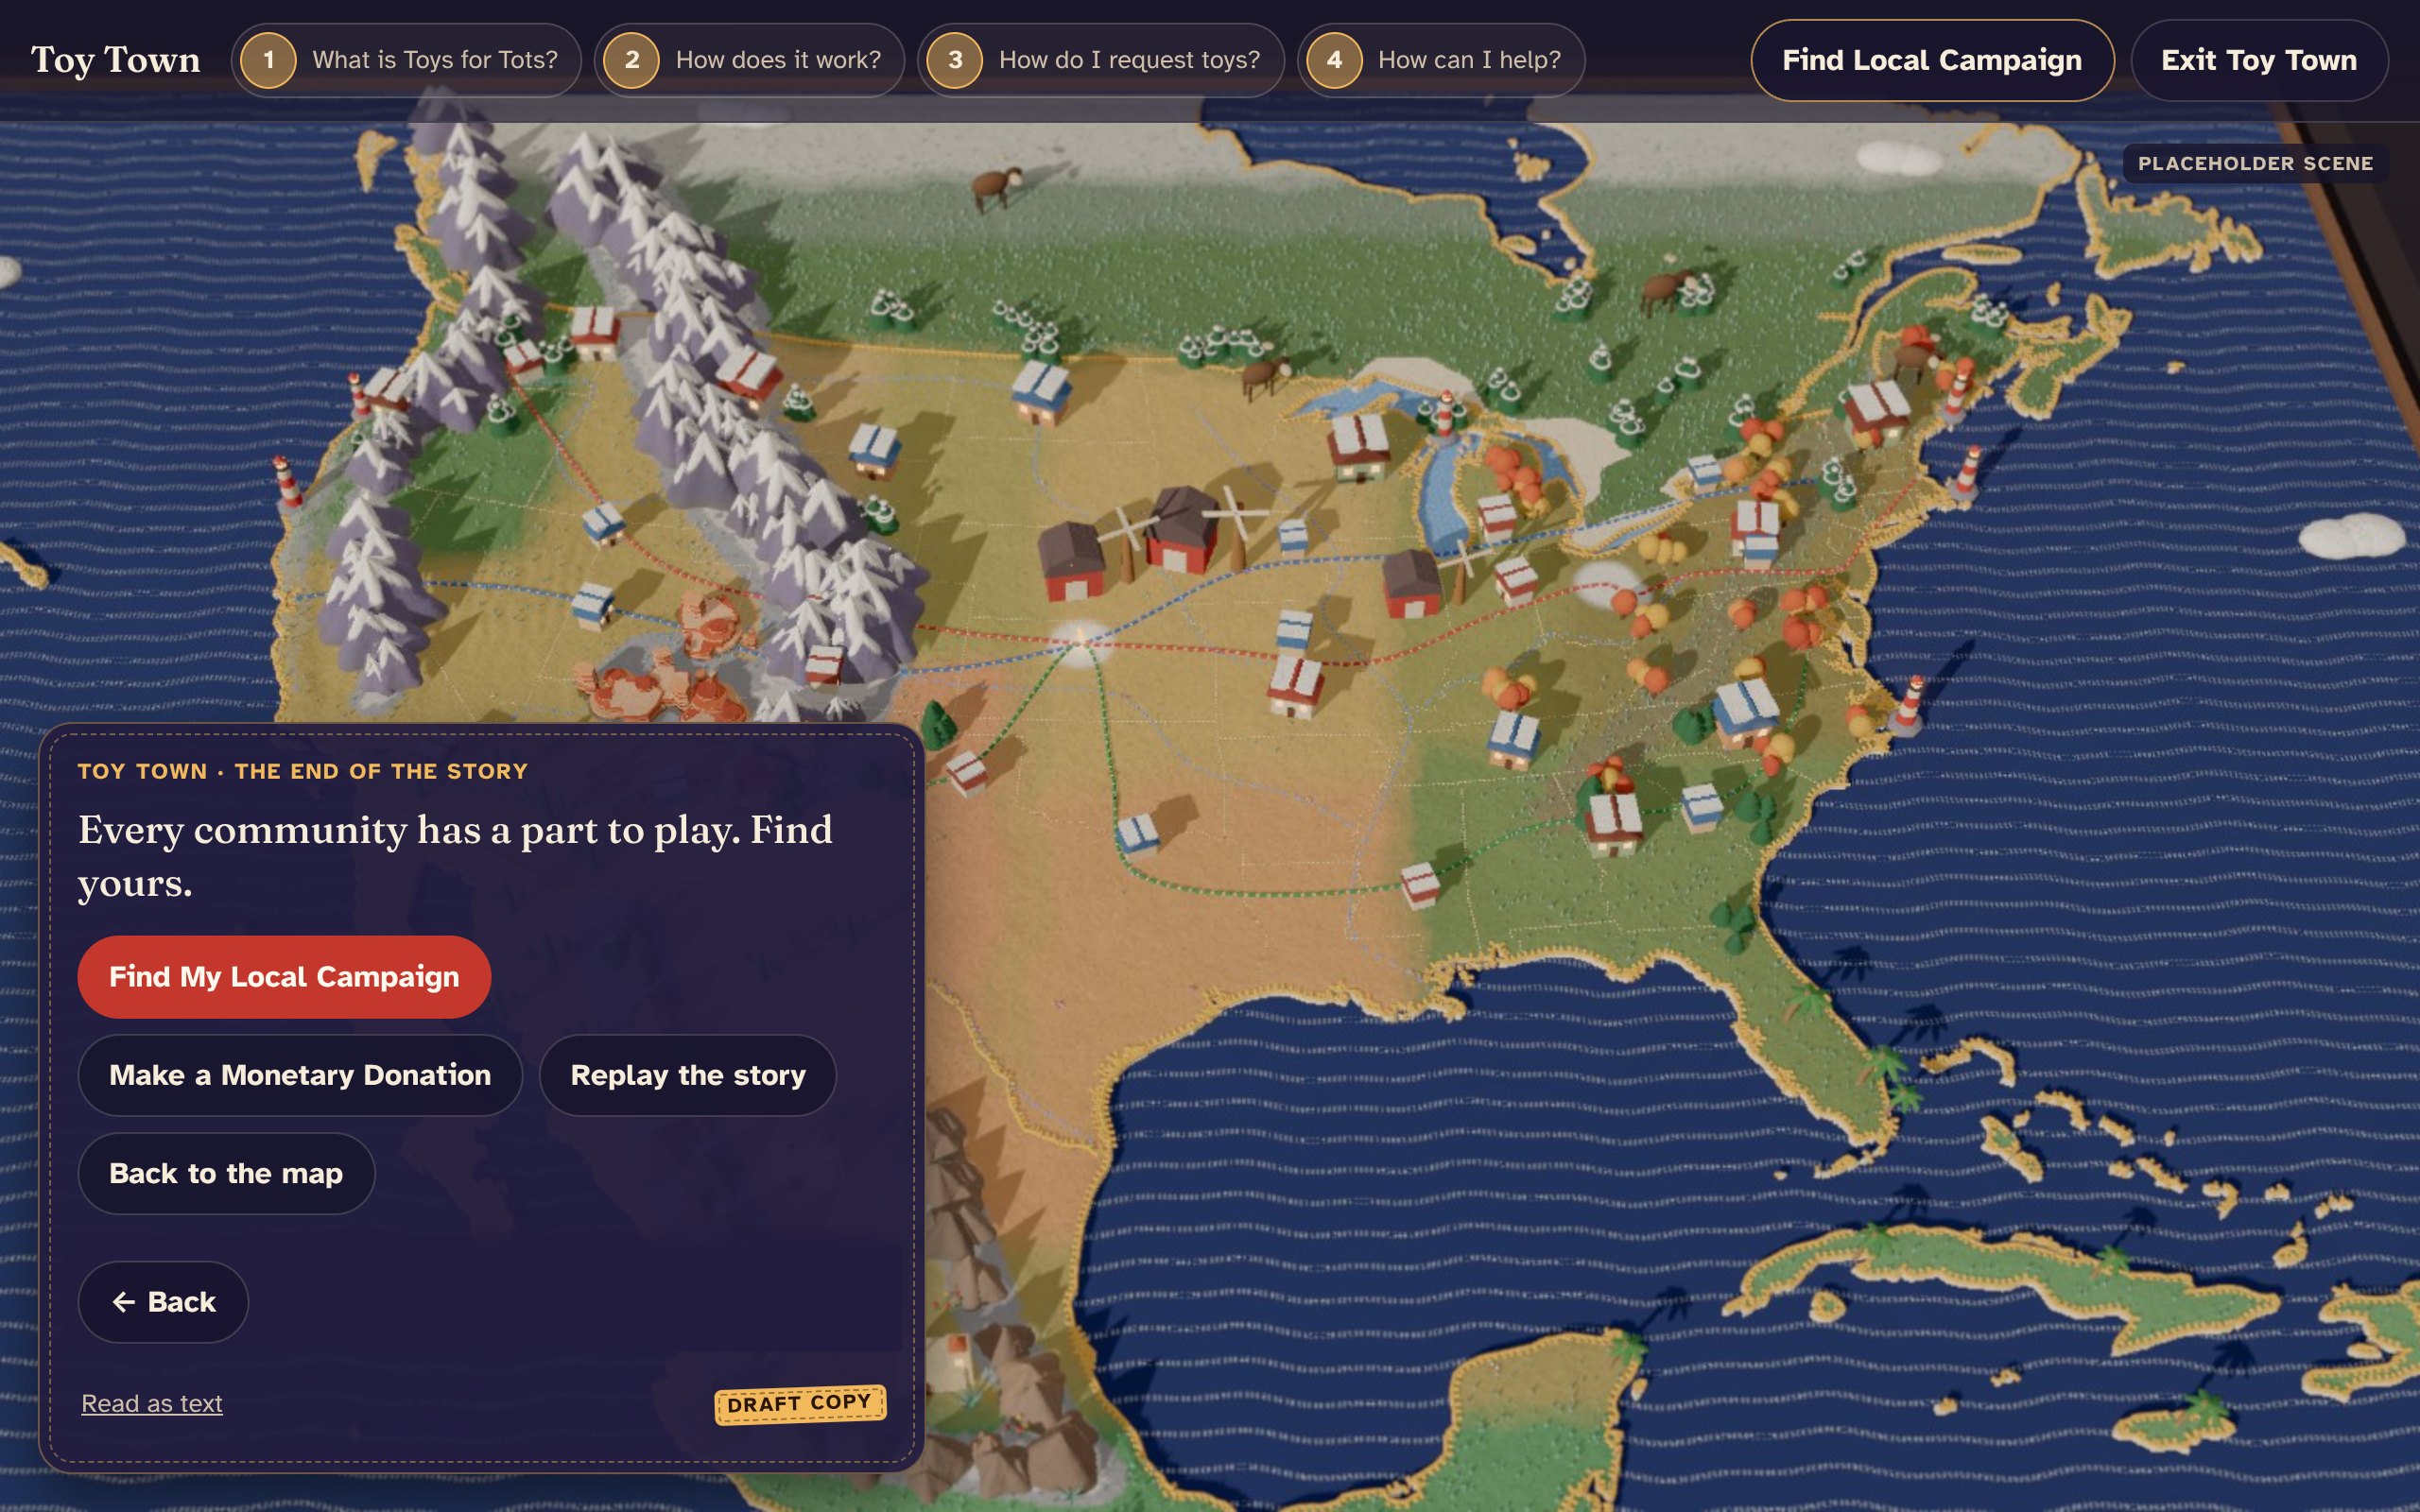 Toy Town
1 What is Toys for Tots?
2 How does it work?
3 How do I request toys?
4 How can I help?
Find Local Campaign
Exit Toy Town
PLACEHOLDER SCENE
TOY TOWN · THE END OF THE STORY
Every community has a part to play. Find
yours.
Find My Local Campaign
Make a Monetary Donation
Replay the story
Back to the map
← Back
Read as text
DRAFT COPY